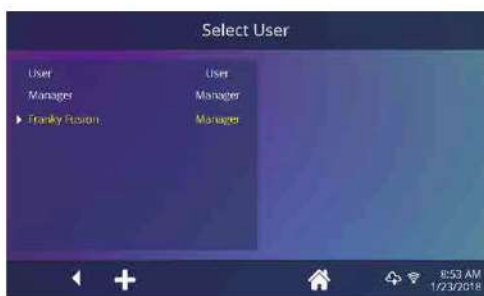 Select User
User User
Manager Manager
Franky Fusion Manager
8:53 AM
1/23/2018